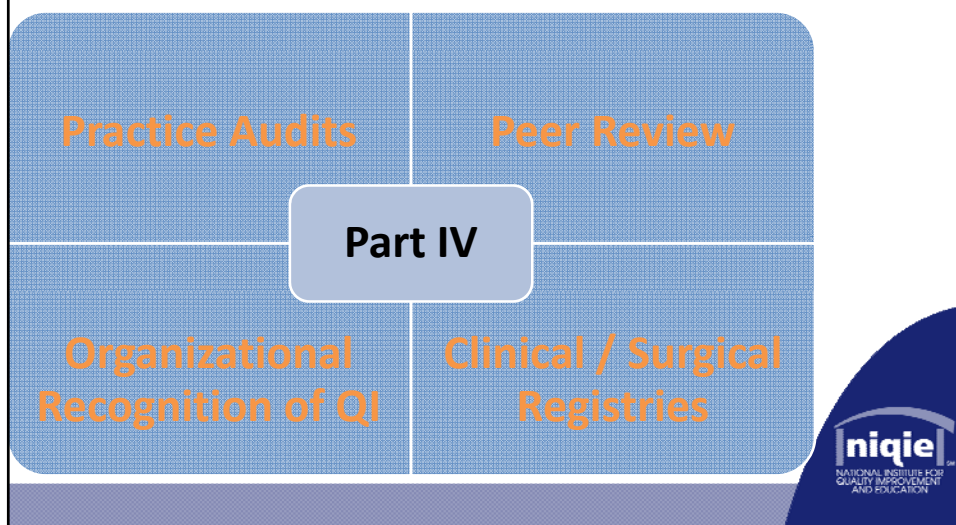 Practice Audits
Peer Review
Part IV
Organizational
Recognition of QI
Clinical / Surgical
Registries
niqie SM
NATIONAL INSTITUTE FOR
QUALITY IMPROVEMENT
AND EDUCATION